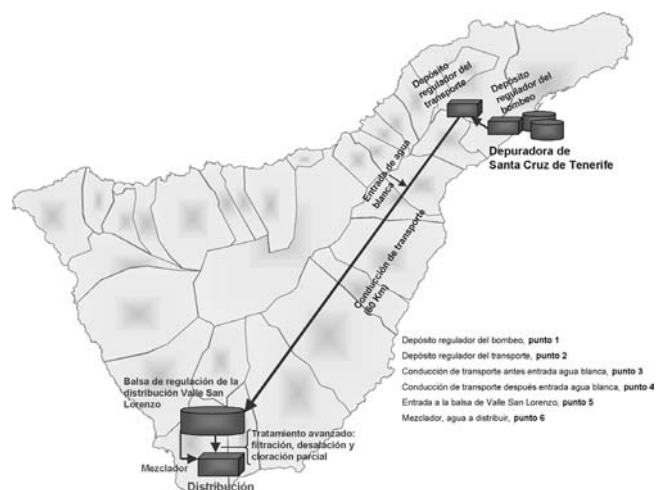 Depósito
regulador del
transporte
Depósito
regulador del
bombeo
Depuradora de
Santa Cruz de Tenerife
Entrada de agua
blanca
Conducción de transporte
(60 Km)
Depósito regulador del bombeo, punto 1
Depósito regulador del transporte, punto 2
Conducción de transporte antes entrada agua blanca, punto 3
Conducción de transporte después entrada agua blanca, punto 4
Entrada a la balsa de Valle San Lorenzo, punto 5
Mezclador, agua a distribuir, punto 6
Balsa de regulación de la
distribución Valle San
Lorenzo
Tratamiento avanzado:
filtración, desalación y
cloración parcial
Mezclador
Distribución